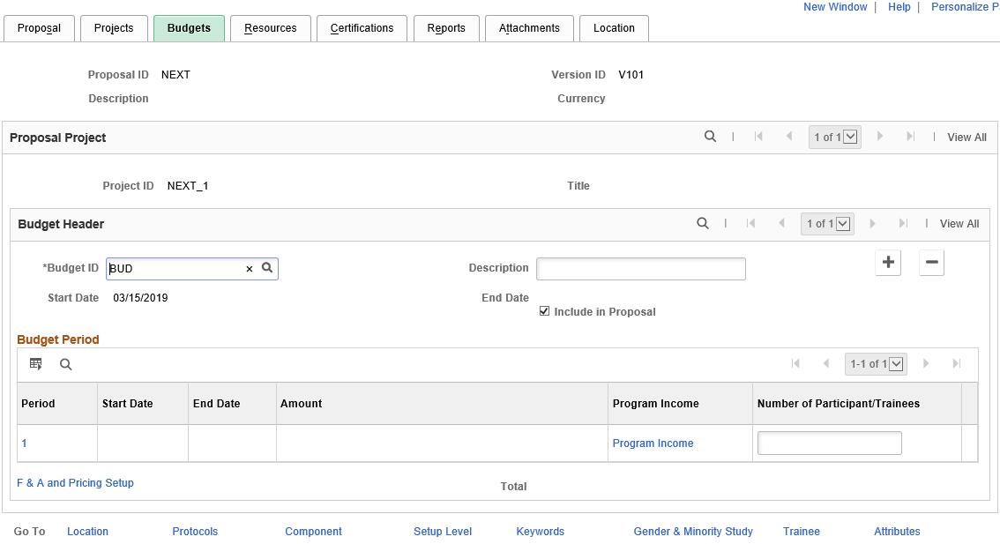 New Window | Help | Personalize P
Proposal Projects Budgets Resources Certifications Reports Attachments Location
Proposal ID NEXT Version ID V101
Description Currency
Proposal Project 1 of 1 View All
Project ID NEXT_1 Title
Budget Header 1 of 1 View All
*Budget ID BUD Description
Start Date 03/15/2019 End Date
Include in Proposal
Budget Period
1-1 of 1
Period Start Date End Date Amount Program Income Number of Participant/Trainees
1 Program Income
F & A and Pricing Setup Total
Go To Location Protocols Component Setup Level Keywords Gender & Minority Study Trainee Attributes